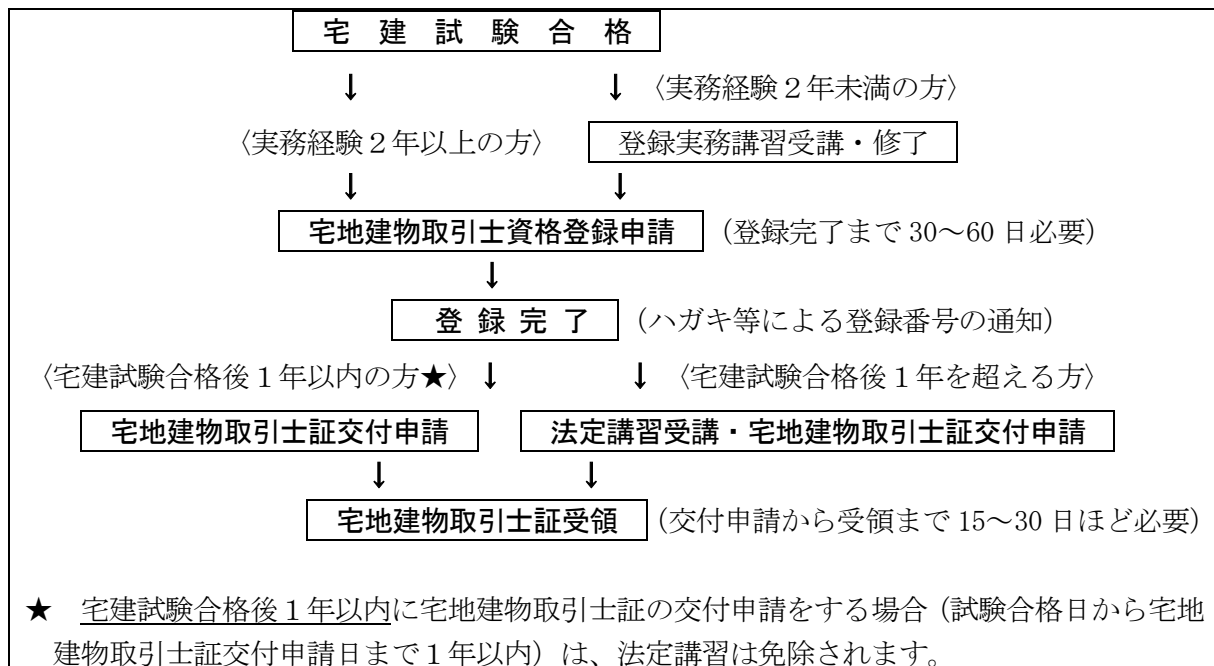 宅 建 試 験 合 格
↓ ↓ 〈実務経験２年未満の方〉
〈実務経験２年以上の方〉 登録実務講習受講・修了
↓ ↓
宅地建物取引士資格登録申請 （登録完了まで 30～60 日必要）
↓
登 録 完 了 （ハガキ等による登録番号の通知）
〈宅建試験合格後１年以内の方★〉 ↓ ↓ 〈宅建試験合格後１年を超える方〉
宅地建物取引士証交付申請 法定講習受講・宅地建物取引士証交付申請
↓ ↓
宅地建物取引士証受領 （交付申請から受領まで 15～30 日ほど必要）
★ 宅建試験合格後１年以内に宅地建物取引士証の交付申請をする場合（試験合格日から宅地
建物取引士証交付申請日まで１年以内）は、法定講習は免除されます。